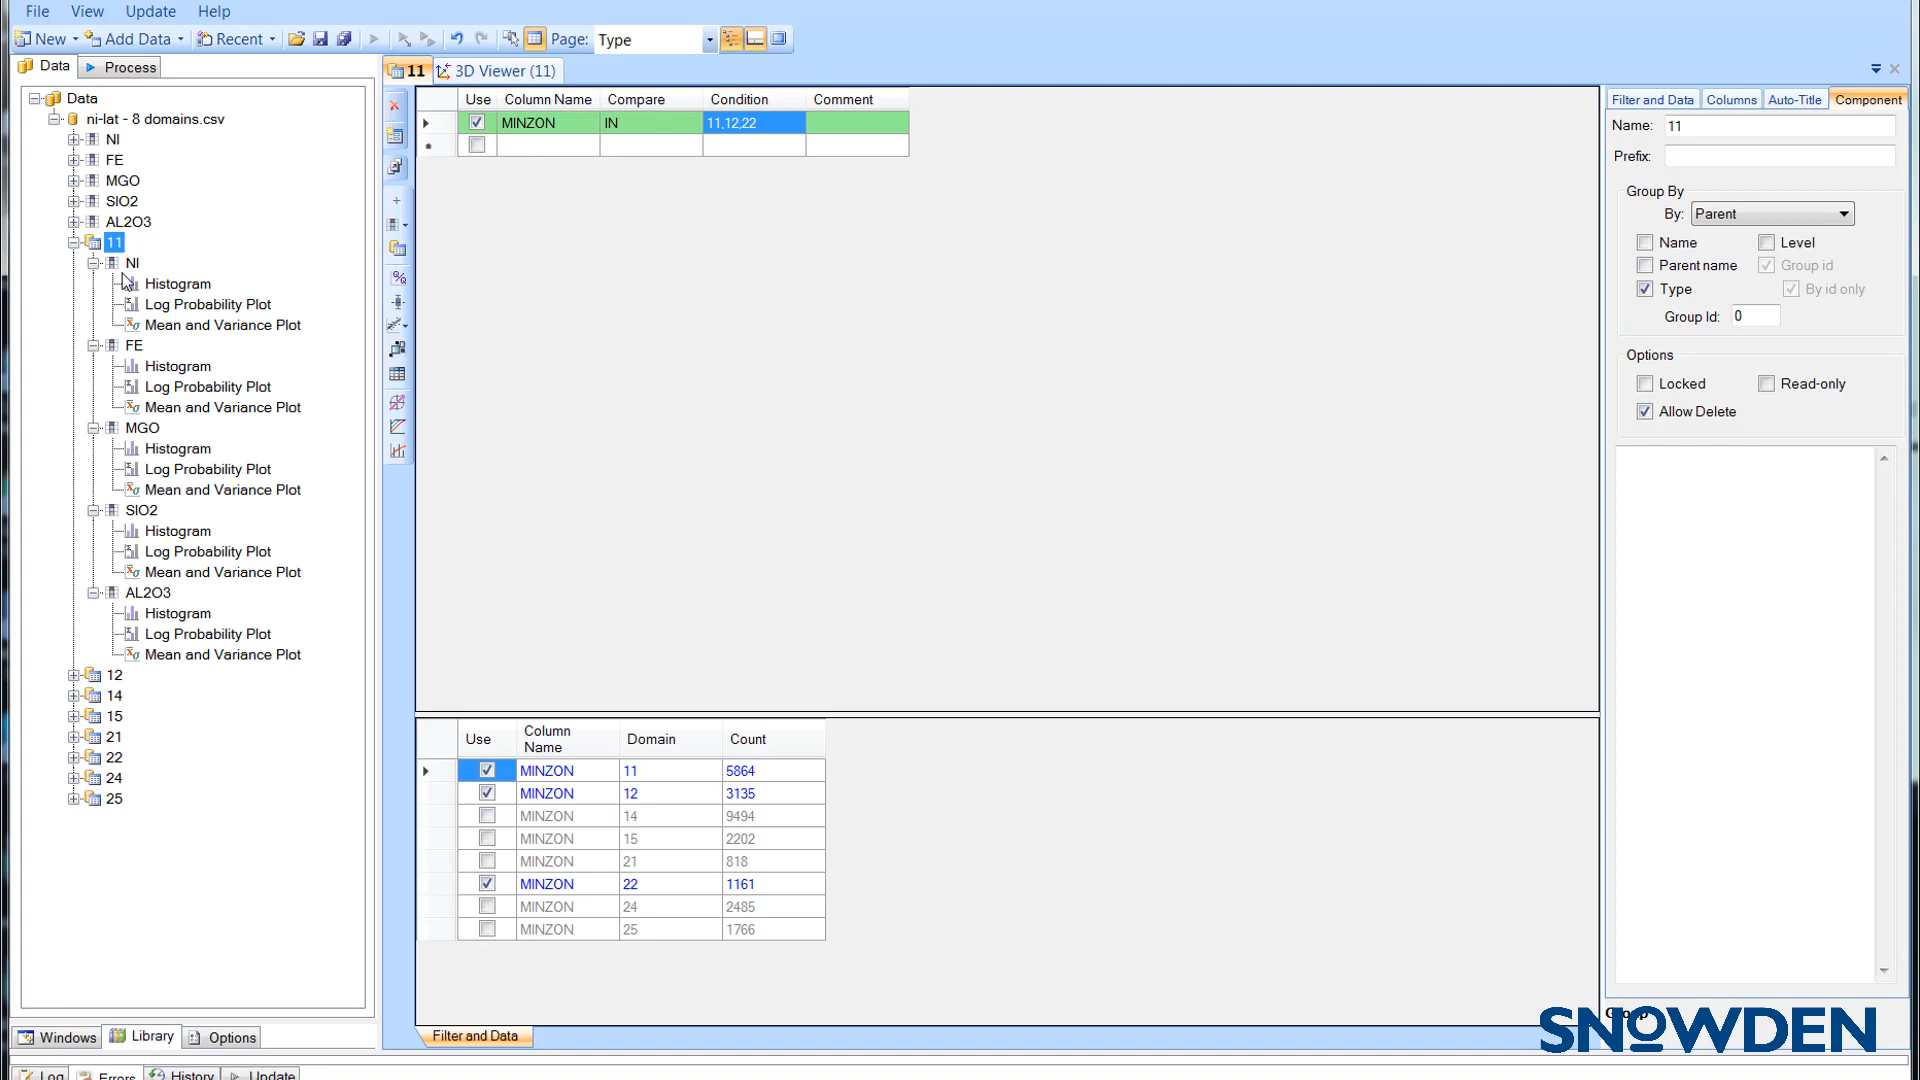 File View Update Help
New Add Data Recent Page: Type
Data Process
11 3D Viewer (11)
Data
ni-lat - 8 domains.csv
NI
FE
MGO
SIO2
AL2O3
11
NI
Histogram
Log Probability Plot
Mean and Variance Plot
FE
Histogram
Log Probability Plot
Mean and Variance Plot
MGO
Histogram
Log Probability Plot
Mean and Variance Plot
SIO2
Histogram
Log Probability Plot
Mean and Variance Plot
AL2O3
Histogram
Log Probability Plot
Mean and Variance Plot
12
14
15
21
22
24
25
Windows Library Options
Log Errors History Update
Use Column Name Compare Condition Comment
MINZON IN 11,12,22
Use Column Name Domain Count
MINZON 11 5864
MINZON 12 3135
MINZON 14 9494
MINZON 15 2202
MINZON 21 818
MINZON 22 1161
MINZON 24 2485
MINZON 25 1766
Filter and Data
Filter and Data Columns Auto-Title Component
Name: 11
Prefix:
Group By
By: Parent
Name Level
Parent name Group id
Type By id only
Group Id: 0
Options
Locked Read-only
Allow Delete
Group
SNOWDEN